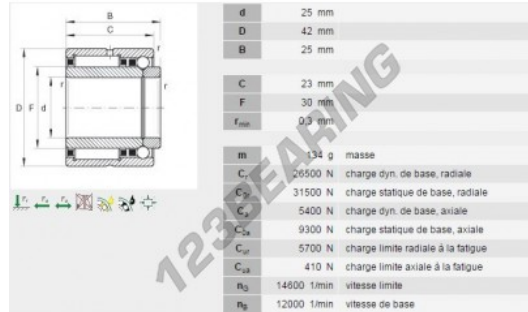 B
C
r
r
r
r
D F d
d 25 mm
D 42 mm
B 25 mm
C 23 mm
F 30 mm
rmin 0,3 mm
m 134 g masse
Cr 26500 N charge dyn. de base, radiale
C0r 31500 N charge statique de base, radiale
Ca 5400 N charge dyn. de base, axiale
C0a 9300 N charge statique de base, axiale
Cur 5700 N charge limite radiale à la fatigue
Cua 410 N charge limite axiale à la fatigue
nG 14600 1/min vitesse limite
nB 12000 1/min vitesse de base
123BEARING